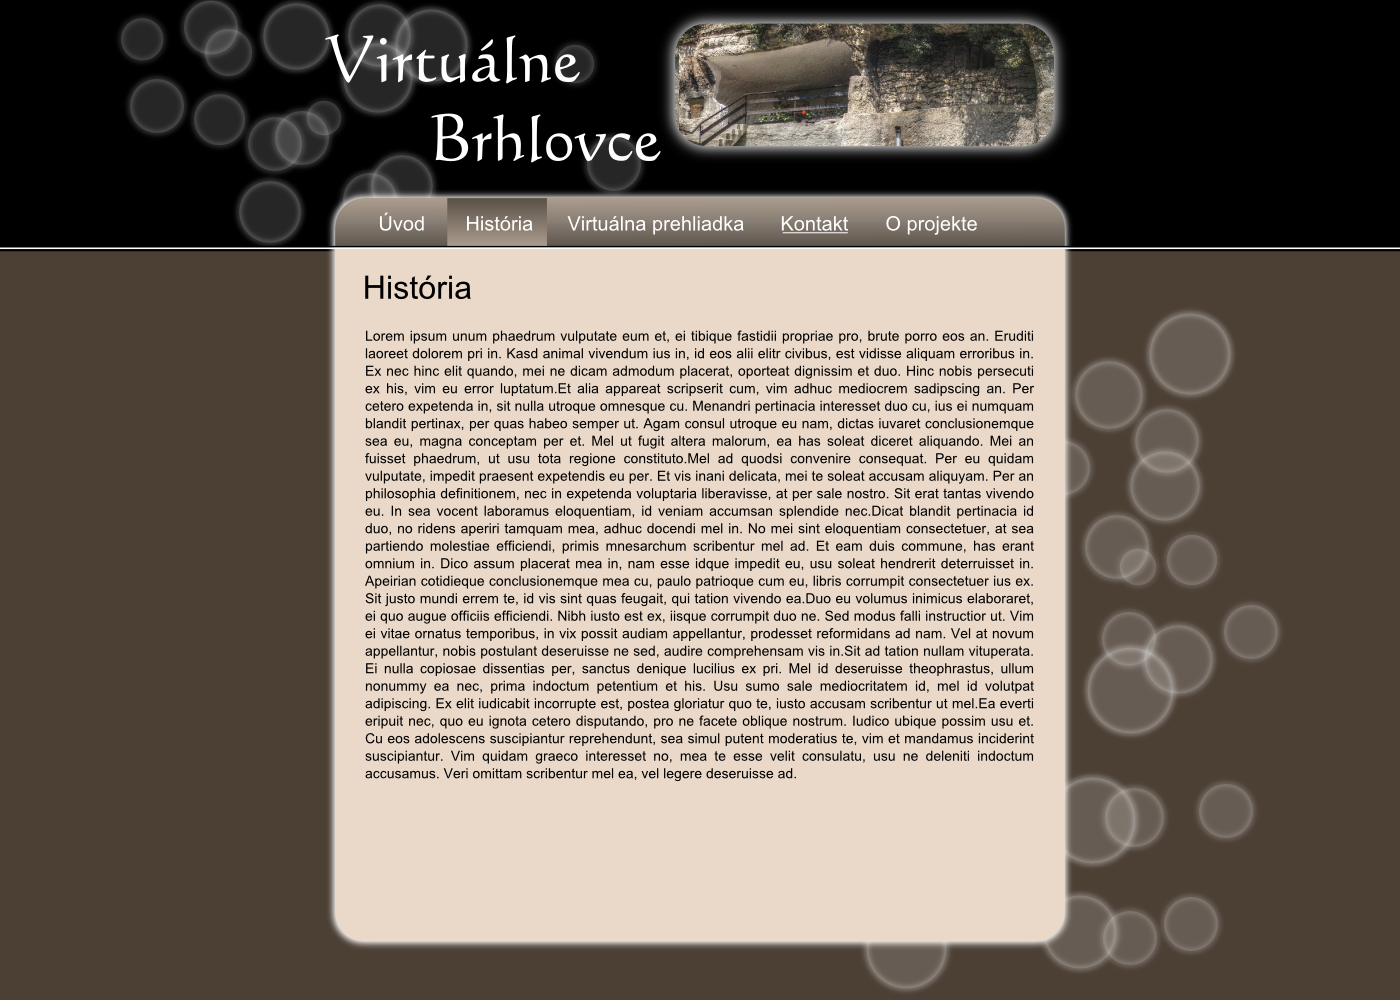 Virtuálne
Brhlovce
Úvod História Virtuálna prehliadka Kontakt O projekte
História
Lorem ipsum unum phaedrum vulputate eum et, ei tibique fastidii propriae pro, brute porro eos an. Eruditi
laoreet dolorem pri in. Kasd animal vivendum ius in, id eos alii elitr civibus, est vidisse aliquam erroribus in.
Ex nec hinc elit quando, mei ne dicam admodum placerat, oporteat dignissim et duo. Hinc nobis persecuti
ex his, vim eu error luptatum.Et alia appareat scripserit cum, vim adhuc mediocrem sadipscing an. Per
cetero expetenda in, sit nulla utroque omnesque cu. Menandri pertinacia interesset duo cu, ius ei numquam
blandit pertinax, per quas habeo semper ut. Agam consul utroque eu nam, dictas iuvaret conclusionemque
sea eu, magna conceptam per et. Mel ut fugit altera malorum, ea has soleat diceret aliquando. Mei an
fuisset phaedrum, ut usu tota regione constituto.Mel ad quodsi convenire consequat. Per eu quidam
vulputate, impedit praesent expetendis eu per. Et vis inani delicata, mei te soleat accusam aliquyam. Per an
philosophia definitionem, nec in expetenda voluptaria liberavisse, at per sale nostro. Sit erat tantas vivendo
eu. In sea vocent laboramus eloquentiam, id veniam accumsan splendide nec.Dicat blandit pertinacia id
duo, no ridens aperiri tamquam mea, adhuc docendi mel in. No mei sint eloquentiam consectetuer, at sea
partiendo molestiae efficiendi, primis mnesarchum scribentur mel ad. Et eam duis commune, has erant
omnium in. Dico assum placerat mea in, nam esse idque impedit eu, usu soleat hendrerit deterruisset in.
Apeirian cotidieque conclusionemque mea cu, paulo patrioque cum eu, libris corrumpit consectetuer ius ex.
Sit justo mundi errem te, id vis sint quas feugait, qui tation vivendo ea.Duo eu volumus inimicus elaboraret,
ei quo augue officiis efficiendi. Nibh iusto est ex, iisque corrumpit duo ne. Sed modus falli instructior ut. Vim
ei vitae ornatus temporibus, in vix possit audiam appellantur, prodesset reformidans ad nam. Vel at novum
appellantur, nobis postulant deseruisse ne sed, audire comprehensam vis in.Sit ad tation nullam vituperata.
Ei nulla copiosae dissentias per, sanctus denique lucilius ex pri. Mel id deseruisse theophrastus, ullum
nonummy ea nec, prima indoctum petentium et his. Usu sumo sale mediocritatem id, mel id volutpat
adipiscing. Ex elit iudicabit incorrupte est, postea gloriatur quo te, iusto accusam scribentur ut mel.Ea everti
eripuit nec, quo eu ignota cetero disputando, pro ne facete oblique nostrum. Iudico ubique possim usu et.
Cu eos adolescens suscipiantur reprehendunt, sea simul putent moderatius te, vim et mandamus inciderint
suscipiantur. Vim quidam graeco interesset no, mea te esse velit consulatu, usu ne deleniti indoctum
accusamus. Veri omittam scribentur mel ea, vel legere deseruisse ad.